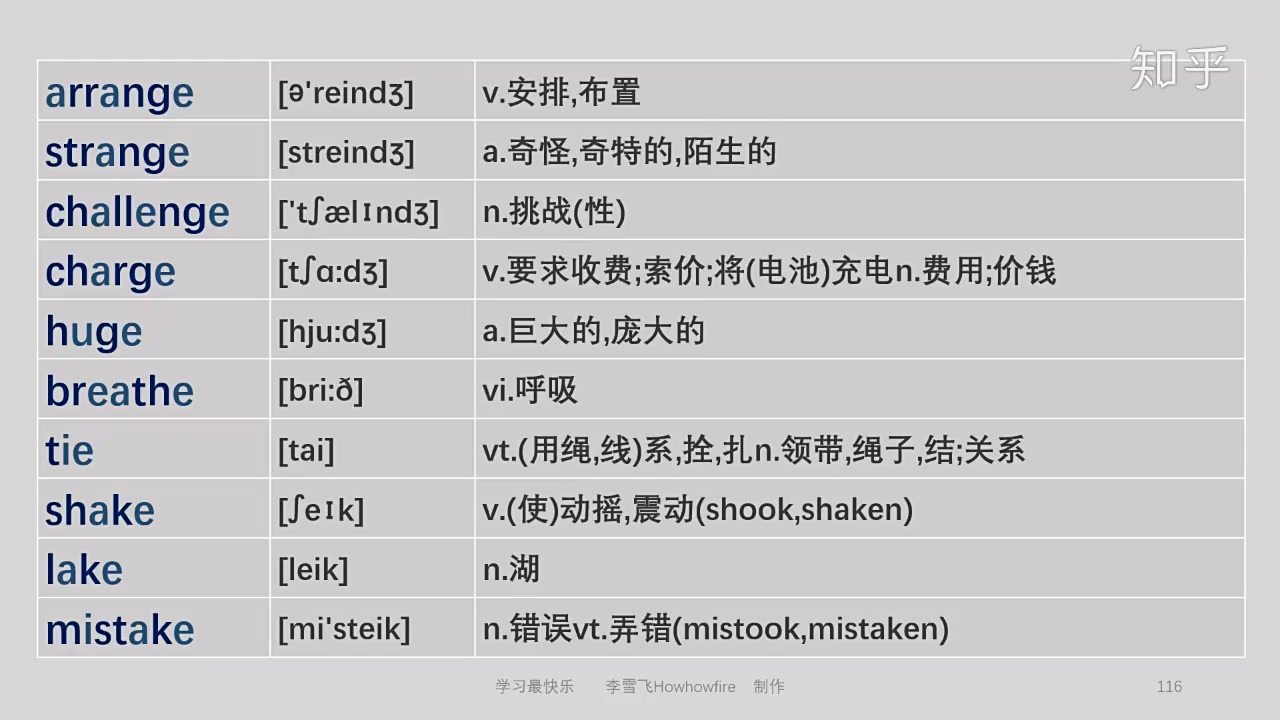 知乎
arrange [ə'reindʒ] v.安排,布置
strange [streindʒ] a.奇怪,奇特的,陌生的
challenge ['tʃælɪndʒ] n.挑战(性)
charge [tʃɑ:dʒ] v.要求收费;索价;将(电池)充电n.费用;价钱
huge [hju:dʒ] a.巨大的,庞大的
breathe [bri:ð] vi.呼吸
tie [tai] vt.(用绳,线)系,拴,扎n.领带,绳子,结;关系
shake [ʃeɪk] v.(使)动摇,震动(shook,shaken)
lake [leik] n.湖
mistake [mi'steik] n.错误vt.弄错(mistook,mistaken)
学习最快乐 李雪飞Howhowfire 制作 116